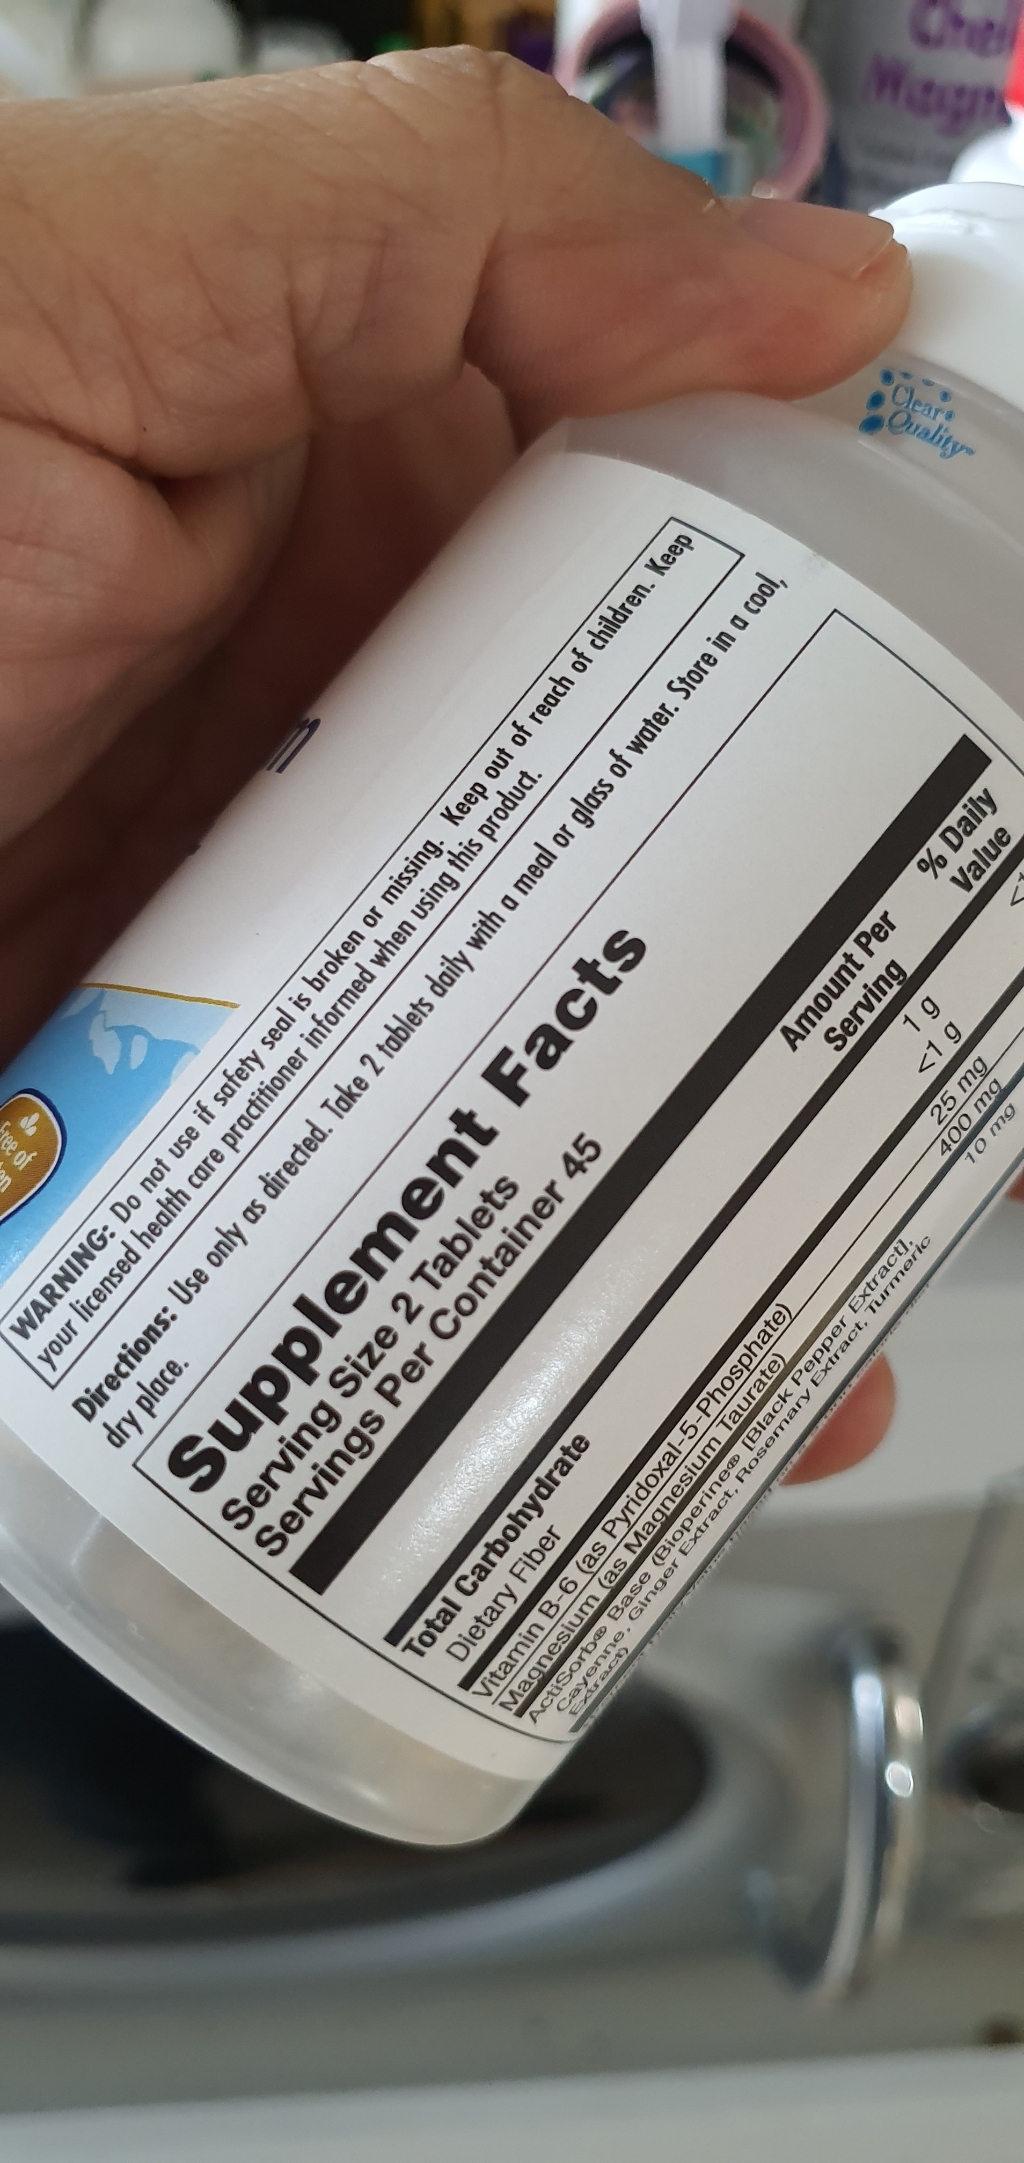 Clear
Quality
WARNING: Do not use if safety seal is broken or missing. Keep out of reach of children. Keep
your licensed health care practitioner informed when using this product.
Directions: Use only as directed. Take 2 tablets daily with a meal or glass of water. Store in a cool,
dry place.
Supplement Facts
Serving Size 2 Tablets
Servings Per Container 45
Amount Per
Serving
% Daily
Value
Total Carbohydrate 1 g <1
Dietary Fiber <1 g
Vitamin B-6 (as Pyridoxal-5-Phosphate) 25 mg
Magnesium (as Magnesium Taurate) 400 mg
ActiSorb® Base (Bioperine® [Black Pepper Extract], 10 mg
Cayenne, Ginger Extract, Rosemary Extract, Turmeric
Extract)
Free of